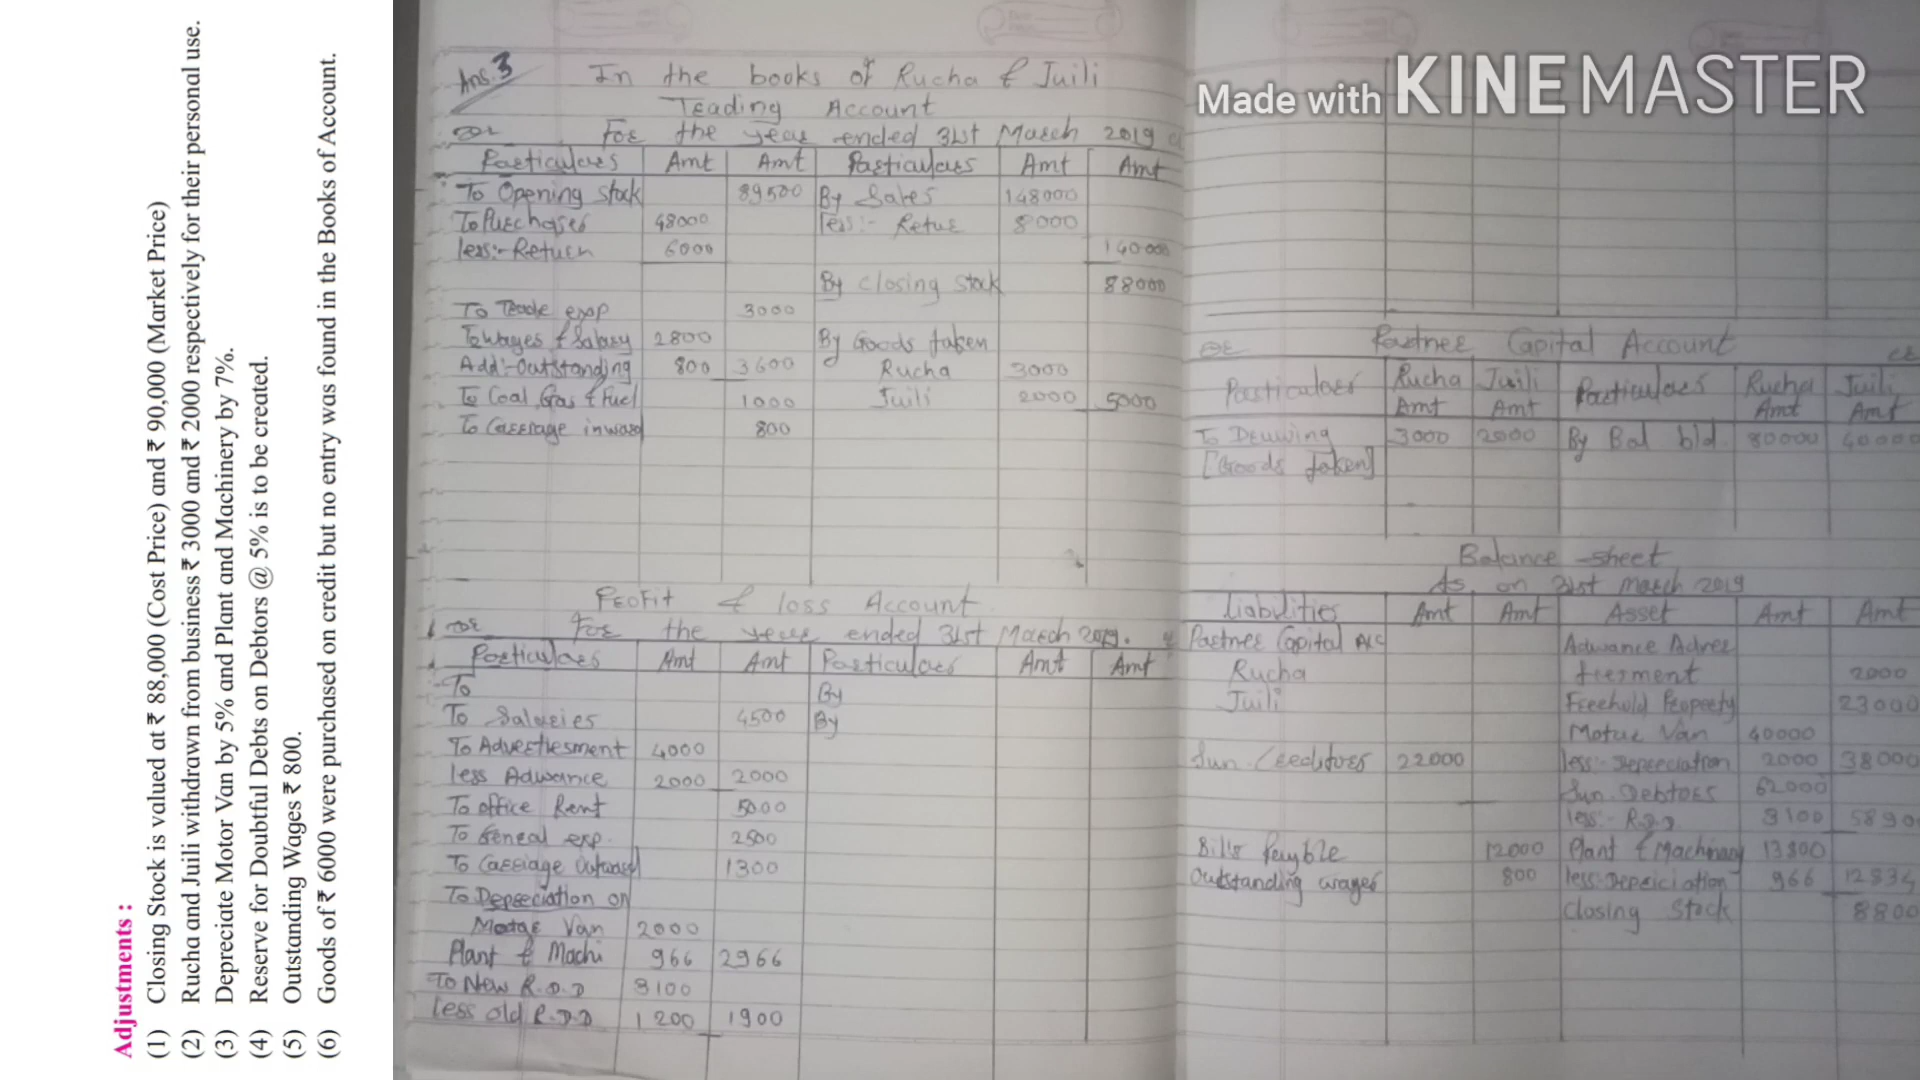 Adjustments :
(1) Closing Stock is valued at ₹ 88,000 (Cost Price) and ₹ 90,000 (Market Price)
(2) Rucha and Juili withdrawn from business ₹ 3000 and ₹ 2000 respectively for their personal use.
(3) Depreciate Motor Van by 5% and Plant and Machinery by 7%.
(4) Reserve for Doubtful Debts on Debtors @ 5% is to be created.
(5) Outstanding Wages ₹ 800.
(6) Goods of ₹ 6000 were purchased on credit but no entry was found in the Books of Account.
Ans.3 In the books of Rucha & Juili
Trading Account
For the year ended 31st March 2019
Particulars Amt Amt Particulars Amt Amt
To Opening stock 89500 By Sales 148000
To Purchases 48000 less:- Retur 8000
less:- Return 6000 140000
By closing stock 88000
To Trade exp 3000
To wages & Salary 2800 By Goods taken
Add:- outstanding 800 3600 Rucha 3000
To Coal, Gas & Fuel 1000 Juili 2000 5000
To Carrage inward 800
Profit & loss Account
For the year ended 31st March 2019.
Particulars Amt Amt Particulars Amt Amt
To By
To Salaries 4500 By
To Advertiesment 4000
less Advance 2000 2000
To office Rent 5000
To General exp. 2500
To Carriage outward 1300
To Depreciation on
Motar Van 2000
Plant & Machi 966 2966
To New R.D.D 3100
less old R.D.D 1200 1900
Made with KINEMASTER
Partner Capital Account
Particulars Rucha Juili Particulars Rucha Juili
Amt Amt Amt Amt
To Drawing 3000 2000 By Bal b/d 80000 40000
[Goods taken]
Balance -sheet
As on 31st march 2019
liabilities Amt Amt Asset Amt Amt
Partner Capital A/c Advance Adver
Rucha tiesment 2000
Juili Freehold Property 23000
Motar Van 40000
Sun. Creditors 22000 less:- Depreciation 2000 38000
Sun. Debtors 62000
less:- R.D.D 3100 5890
Bills Payble 12000 Plant & Machinary 13800
Outstanding wages 800 less:- Depriciation 966 12834
Closing Stock 8800